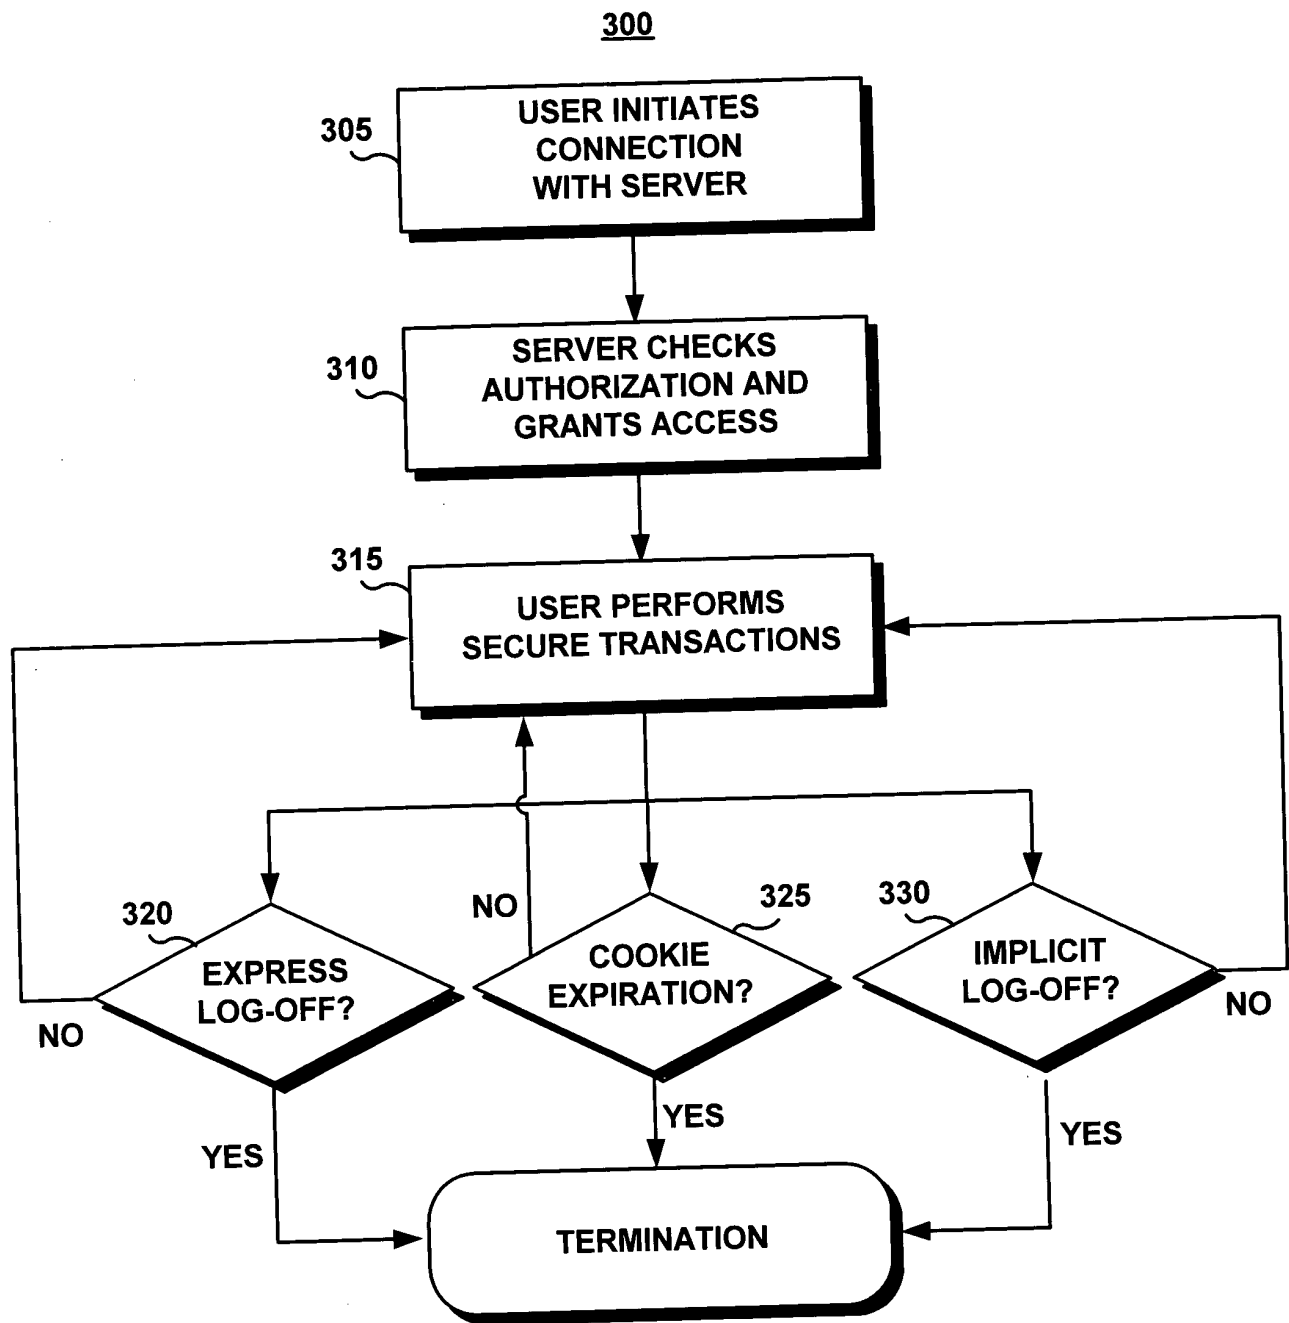 300
305
USER INITIATES
CONNECTION
WITH SERVER
310
SERVER CHECKS
AUTHORIZATION AND
GRANTS ACCESS
315
USER PERFORMS
SECURE TRANSACTIONS
320
EXPRESS
LOG-OFF?
NO
YES
325
NO
COOKIE
EXPIRATION?
YES
330
IMPLICIT
LOG-OFF?
NO
YES
TERMINATION